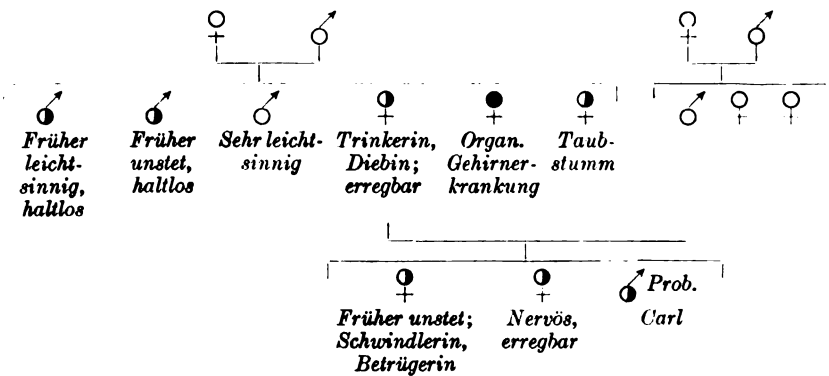 Früher
leicht-
sinnig,
haltlos
Früher
unstet,
haltlos
Sehr leicht-
sinnig
Trinkerin,
Diebin;
erregbar
Organ.
Gehirner-
krankung
Taub-
stumm
Früher unstet;
Schwindlerin,
Betrügerin
Nervös,
erregbar
Prob.
Carl